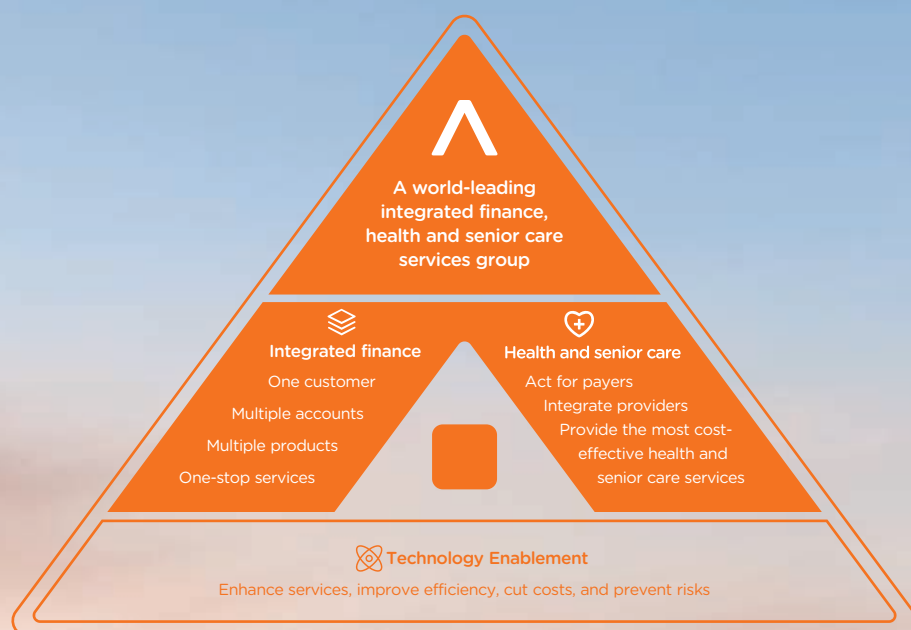 A world-leading
integrated finance,
health and senior care
services group
Integrated finance
One customer
Multiple accounts
Multiple products
One-stop services
Health and senior care
Act for payers
Integrate providers
Provide the most cost-
effective health and
senior care services
Technology Enablement
Enhance services, improve efficiency, cut costs, and prevent risks